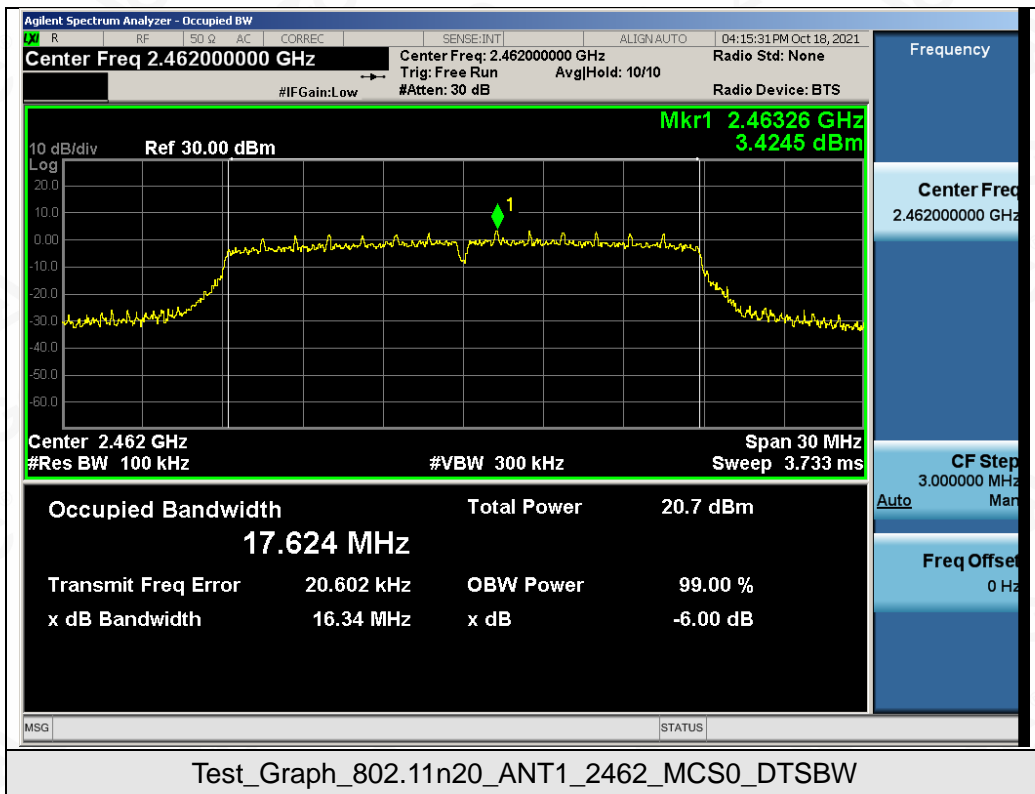 Agilent Spectrum Analyzer - Occupied BW
LXI R RF 50 Ω AC CORREC SENSE:INT ALIGN AUTO 04:15:31 PM Oct 18, 2021
Center Freq 2.462000000 GHz Center Freq: 2.462000000 GHz Radio Std: None
Trig: Free Run Avg|Hold: 10/10
#IFGain:Low #Atten: 30 dB Radio Device: BTS
Mkr1 2.46326 GHz
10 dB/div Ref 30.00 dBm 3.4245 dBm
Log
20.0
10.0
1
0.00
-10.0
-20.0
-30.0
-40.0
-50.0
-60.0
Center 2.462 GHz Span 30 MHz
#Res BW 100 kHz #VBW 300 kHz Sweep 3.733 ms
Occupied Bandwidth Total Power 20.7 dBm
17.624 MHz
Transmit Freq Error 20.602 kHz OBW Power 99.00 %
x dB Bandwidth 16.34 MHz x dB -6.00 dB
MSG STATUS
Frequency
Center Freq
2.462000000 GHz
CF Step
3.000000 MHz
Auto Man
Freq Offset
0 Hz
Test_Graph_802.11n20_ANT1_2462_MCS0_DTSBW